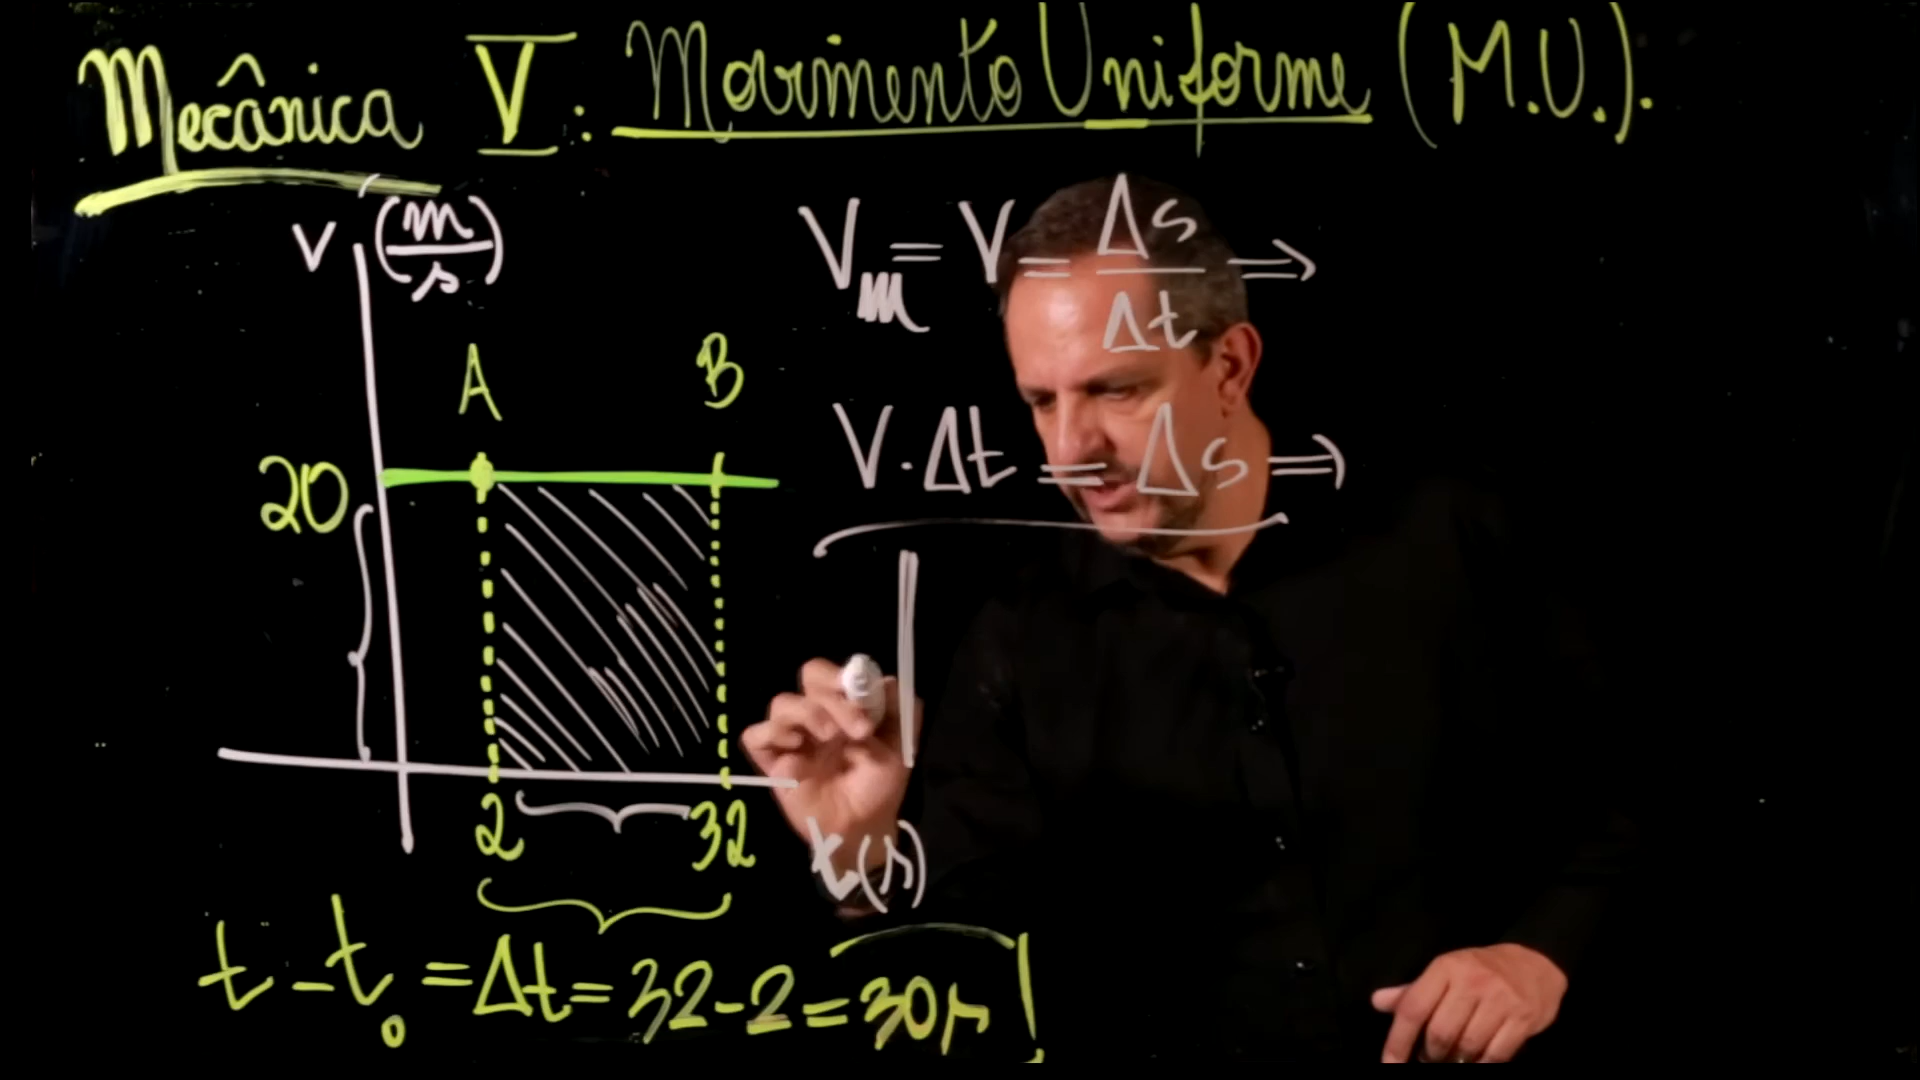 Mecânica V: Movimento Uniforme (M.U.).
V (m/s)
Vm = V = Δs/Δt ⇒
A B
V·Δt = Δs ⇒
20
2 32
t(s)
t - t₀ = Δt = 32 - 2 = 30s